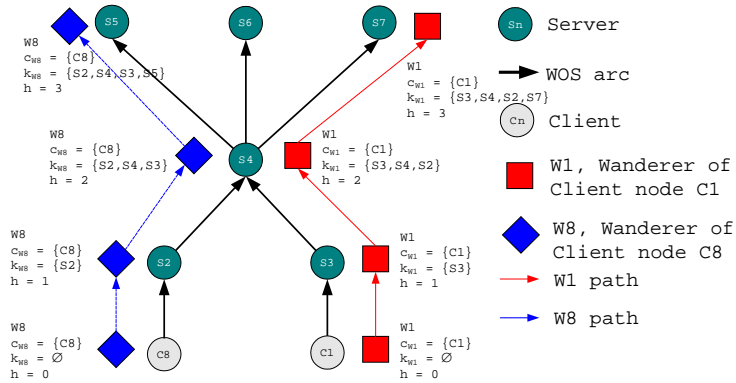 S5
S6
S7
Sn
Server
W8
c_W8 = {C8}
k_W8 = {S2,S4,S3,S5}
h = 3
W1
c_W1 = {C1}
k_W1 = {S3,S4,S2,S7}
h = 3
WOS arc
Cn
Client
W8
c_W8 = {C8}
k_W8 = {S2,S4,S3}
h = 2
S4
W1
c_W1 = {C1}
k_W1 = {S3,S4,S2}
h = 2
W1, Wanderer of
Client node C1
W8, Wanderer of
Client node C8
W8
c_W8 = {C8}
k_W8 = {S2}
h = 1
S2
S3
W1
c_W1 = {C1}
k_W1 = {S3}
h = 1
W1 path
W8 path
W8
c_W8 = {C8}
k_W8 = ∅
h = 0
C8
C1
W1
c_W1 = {C1}
k_W1 = ∅
h = 0